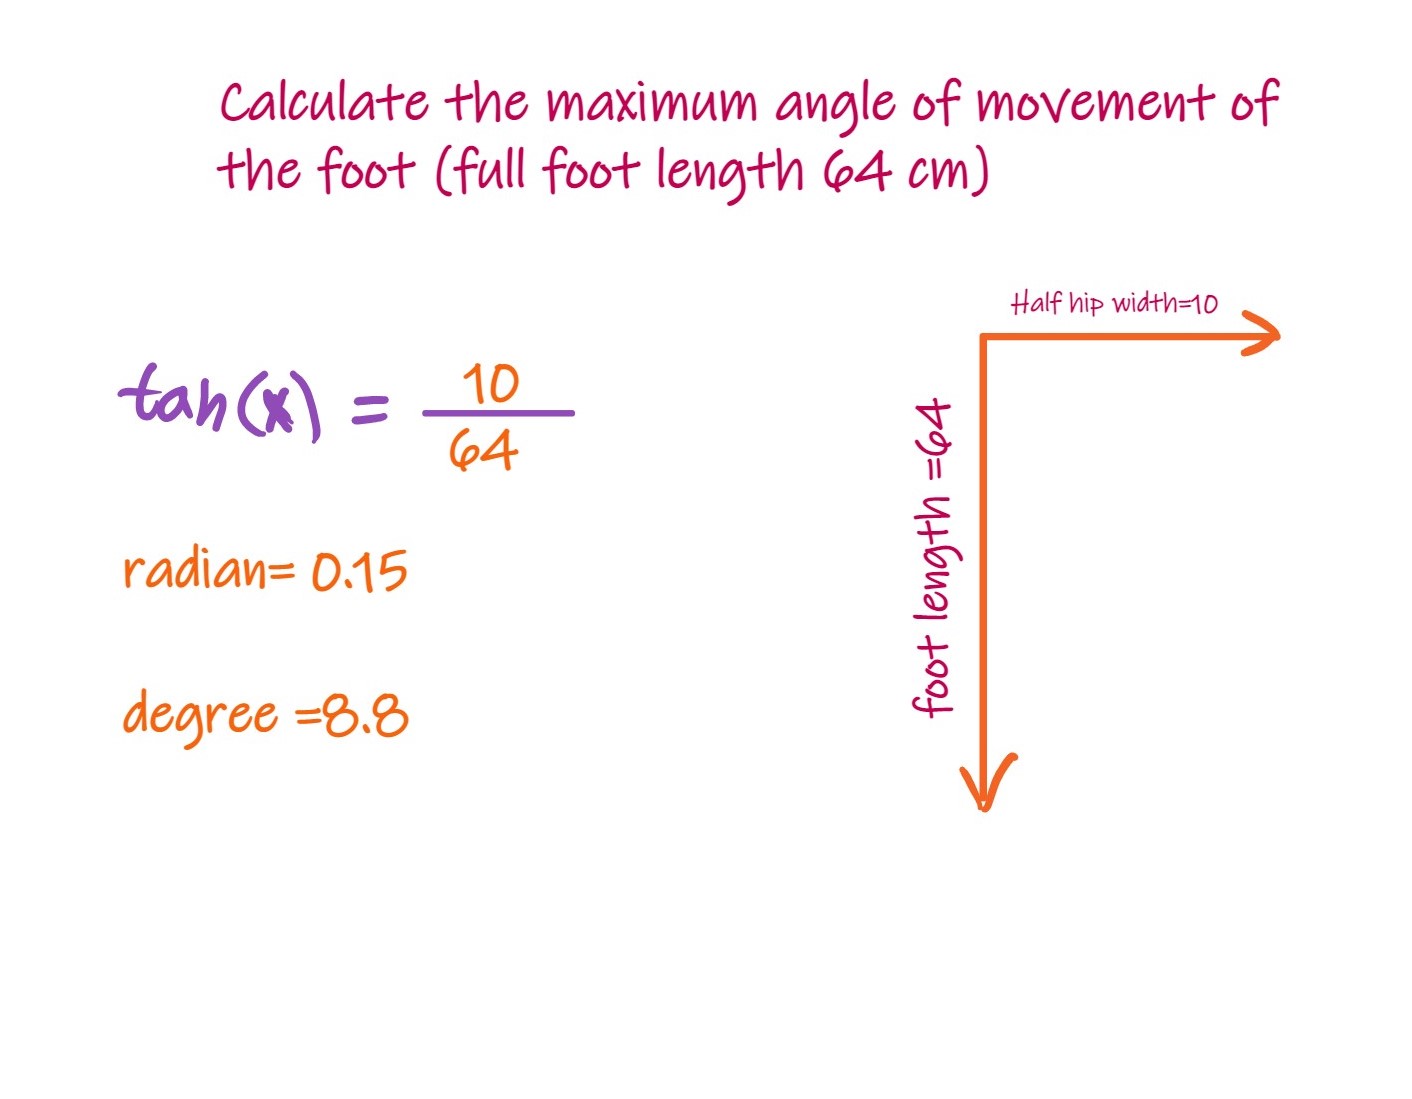 Calculate the maximum angle of movement of
the foot (full foot length 64 cm)
Half hip width=10
tan(x) = 10
64
foot length =64
radian= 0.15
degree =8.8